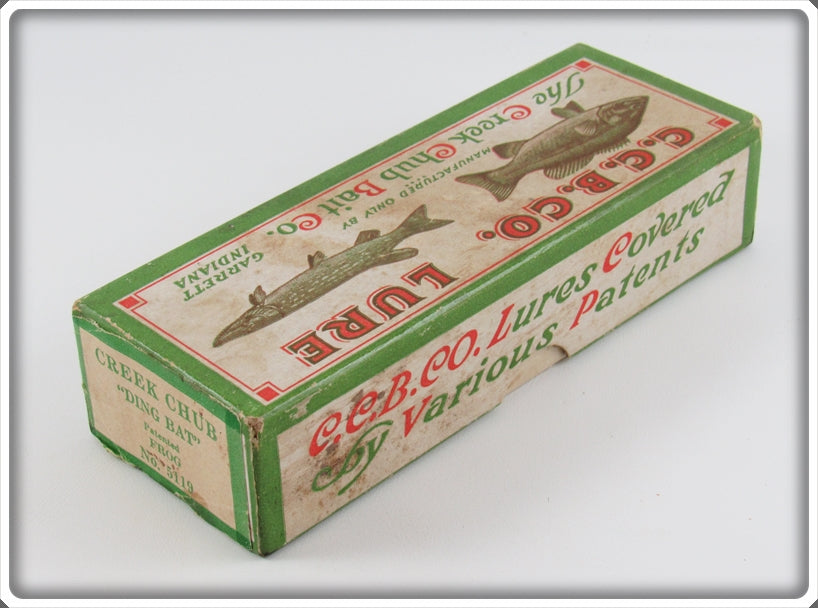 C.C.B.CO.
LURE
MANUFACTURED ONLY BY
The Creek Chub Bait Co.
GARRETT
INDIANA
C.C.B.CO. Lures Covered
by Various Patents
CREEK CHUB
"DING BAT"
Patented
FROG
No. 5119